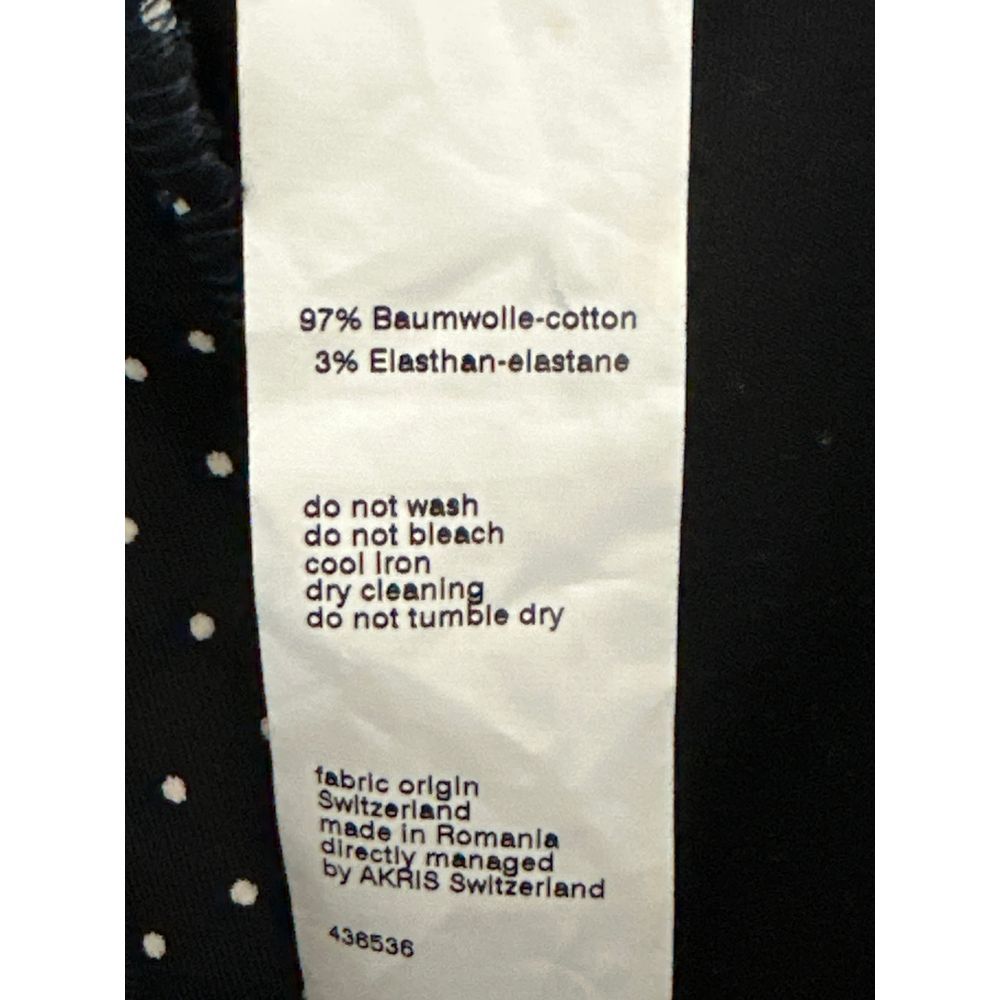 97% Baumwolle-cotton
3% Elasthan-elastane
do not wash
do not bleach
cool iron
dry cleaning
do not tumble dry
fabric origin
Switzerland
made in Romania
directly managed
by AKRIS Switzerland
436536